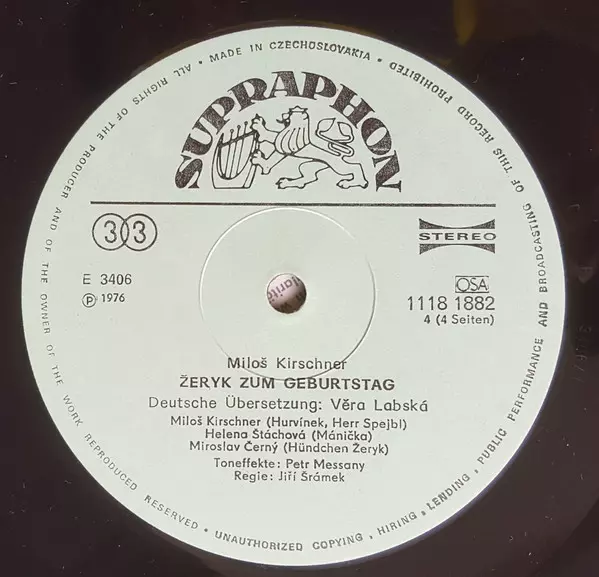 ALL RIGHTS OF THE PRODUCER AND OF THE OWNER OF THE WORK REPRODUCED RESERVED • UNAUTHORIZED COPYING, HIRING, LENDING, PUBLIC PERFORMANCE AND BROADCASTING OF THIS RECORD PROHIBITED • MADE IN CZECHOSLOVAKIA •
SUPRAPHON
33
STEREO
E 3406
Ⓟ 1976
OSA
1118 1882
4 (4 Seiten)
Miloš Kirschner
ŽERYK ZUM GEBURTSTAG
Deutsche Übersetzung: Věra Labská
Miloš Kirschner (Hurvínek, Herr Spejbl)
Helena Štáchová (Mánička)
Miroslav Černý (Hündchen Žeryk)
Toneffekte: Petr Messany
Regie: Jiří Šrámek